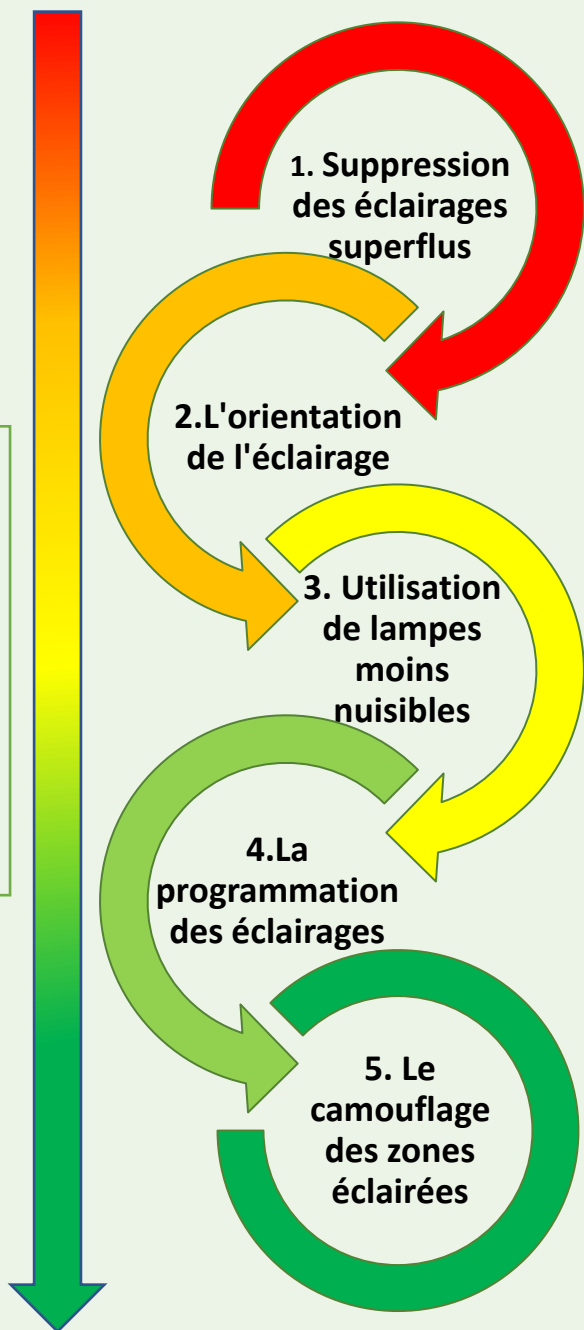 1. Suppression
des éclairages
superflus
2.L'orientation
de l'éclairage
3. Utilisation
de lampes
moins
nuisibles
4.La
programmation
des éclairages
5. Le
camouflage
des zones
éclairées